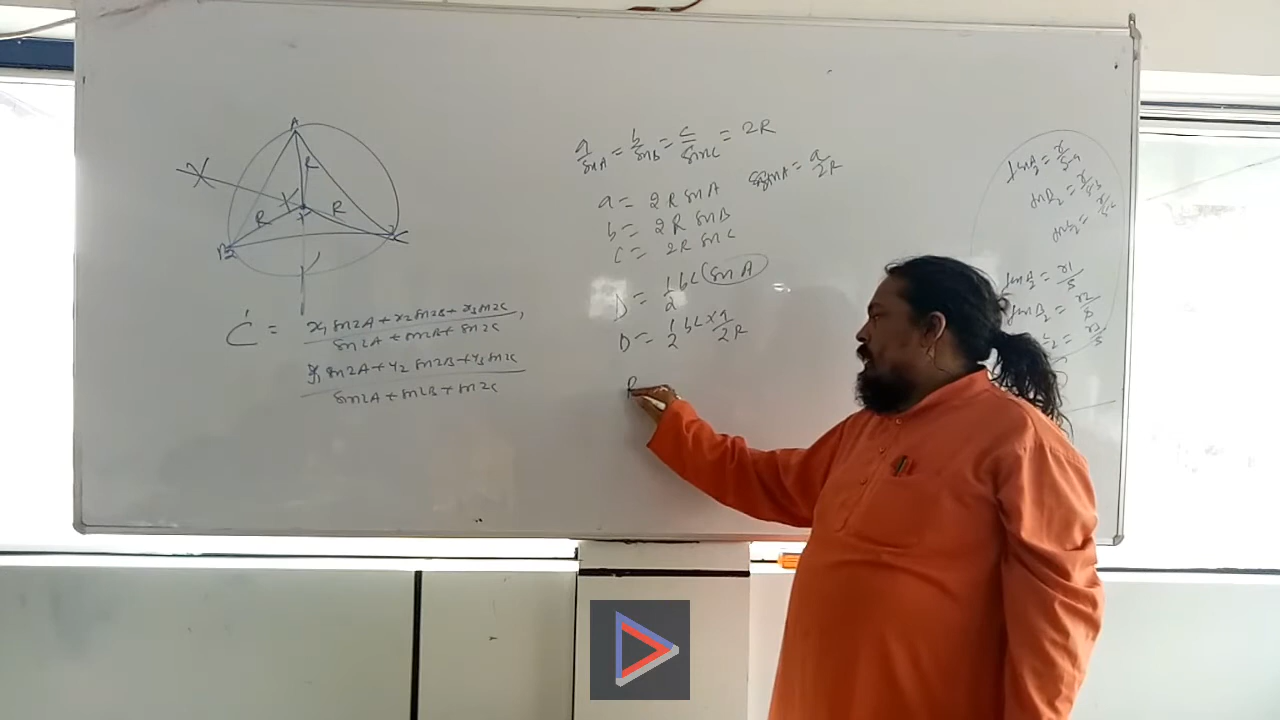 A
R
R
R
P
B
C
C' = x₁ sin2A + x₂ sin2B + x₃ sin2C / sin2A + sin2B + sin2C ,
y₁ sin2A + y₂ sin2B + y₃ sin2C / sin2A + sin2B + sin2C
a/sinA = b/sinB = c/sinC = 2R
a = 2R sinA sinA = a/2R
b = 2R sinB
c = 2R sinC
D = 1/2 bc sinA
D = 1/2 bc × a/2R
R